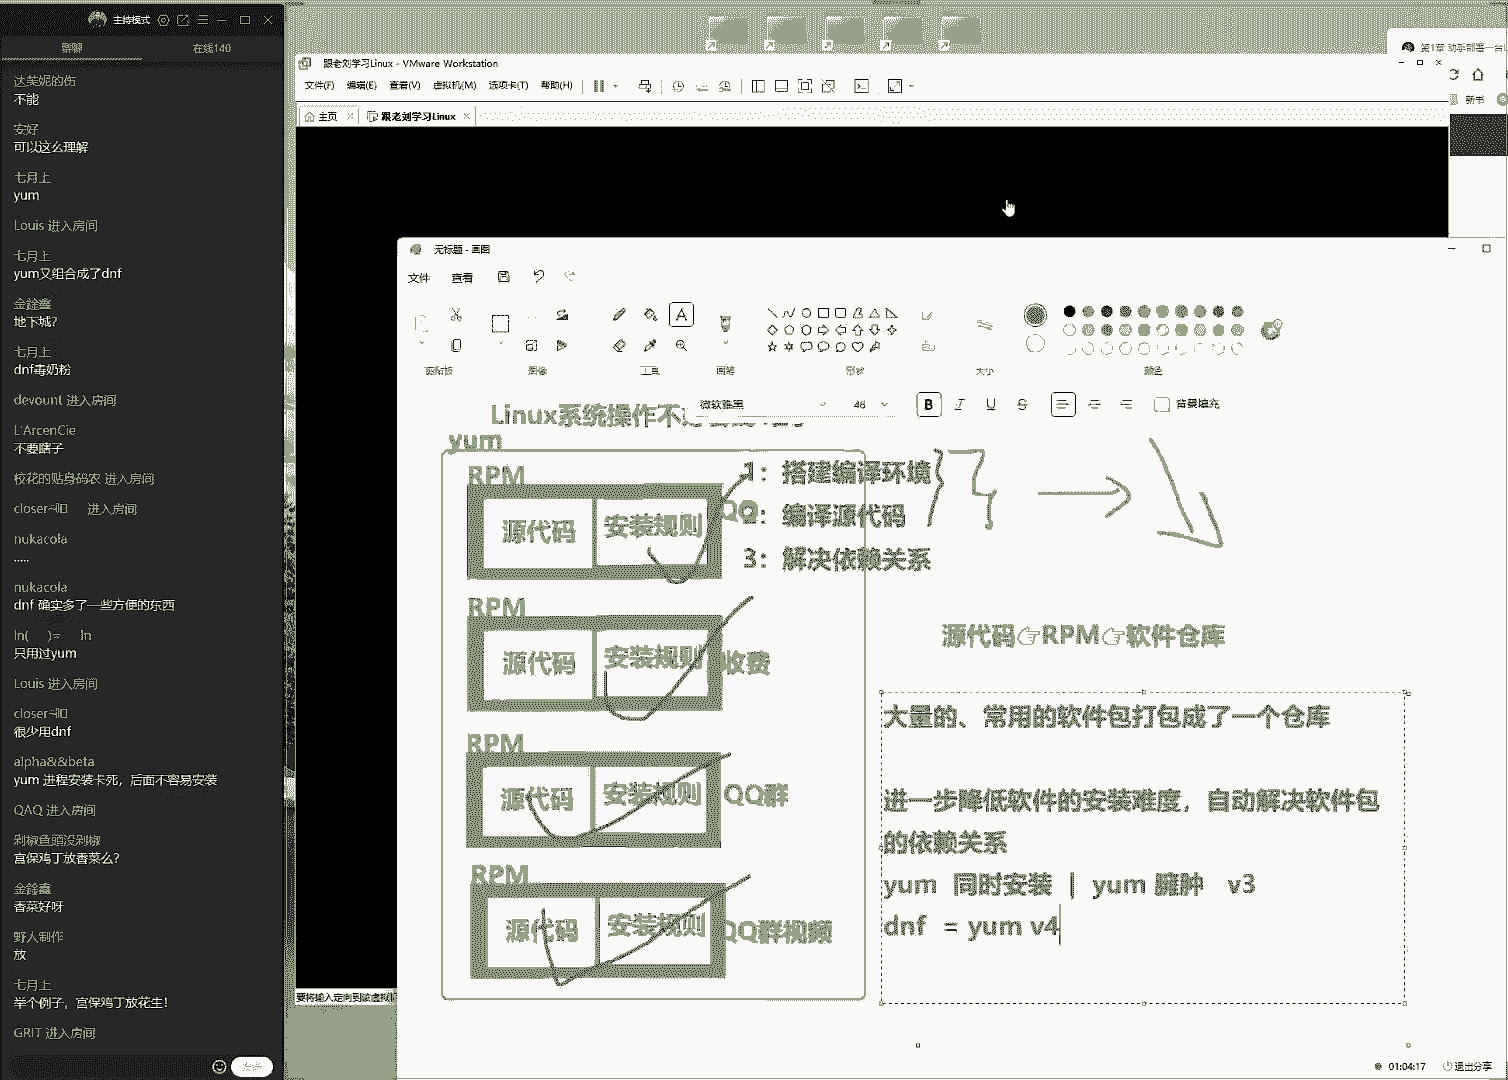 主持模式
群聊
在线140
达芙妮的伤
不能
安好
可以这么理解
七月上
yum
Louis 进入房间
七月上
yum又组合成了dnf
金銓鑫
地下城?
七月上
dnf毒奶粉
devount 进入房间
L'ArcenCie
不要瞎子
校花的贴身码农 进入房间
进入房间
nukacola
......
nukacola
dnf 确实多了一些方便的东西
只用过yum
Louis 进入房间
很少用dnf
alpha&&beta
yum 进程安装卡死，后面不容易安装
QAQ 进入房间
剁椒鱼頭没剁椒
宫保鸡丁放香菜么?
金銓鑫
香菜好呀
野人制作
放
七月上
举个例子，宫保鸡丁放花生!
GRIT 进入房间
发送
跟老刘学习Linux - VMware Workstation
文件(F) 编辑(E) 查看(V) 虚拟机(M) 选项卡(T) 帮助(H)
主页 跟老刘学习Linux
新书
无标题 - 画图
文件 查看
剪贴板 图像 工具 画笔 形状 大小 颜色
微软雅黑 46 B I U S 背景填充
Linux系统操作不
yum
RPM
源代码 安装规则 QQ
1：搭建编译环境
2：编译源代码
3：解决依赖关系
RPM
源代码 安装规则 收费
源代码👉RPM👉软件仓库
RPM
源代码 安装规则 QQ群
RPM
源代码 安装规则 QQ群视频
大量的、常用的软件包打包成了一个仓库
进一步降低软件的安装难度，自动解决软件包
的依赖关系
yum 同时安装 | yum 臃肿 v3
dnf = yum v4
要将输入定向到该虚拟机
01:04:17 退出分享